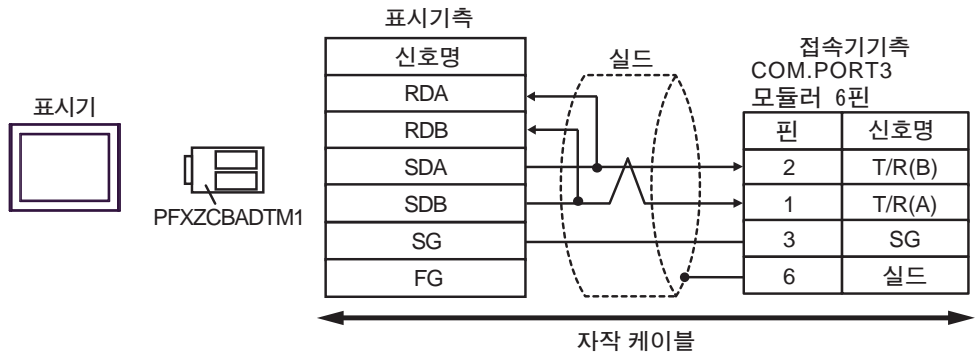 표시기측
신호명
RDA
RDB
SDA
SDB
SG
FG
실드
접속기기측
COM.PORT3
모듈러 6핀
핀 신호명
2 T/R(B)
1 T/R(A)
3 SG
6 실드
표시기
PFXZCBADTM1
자작 케이블